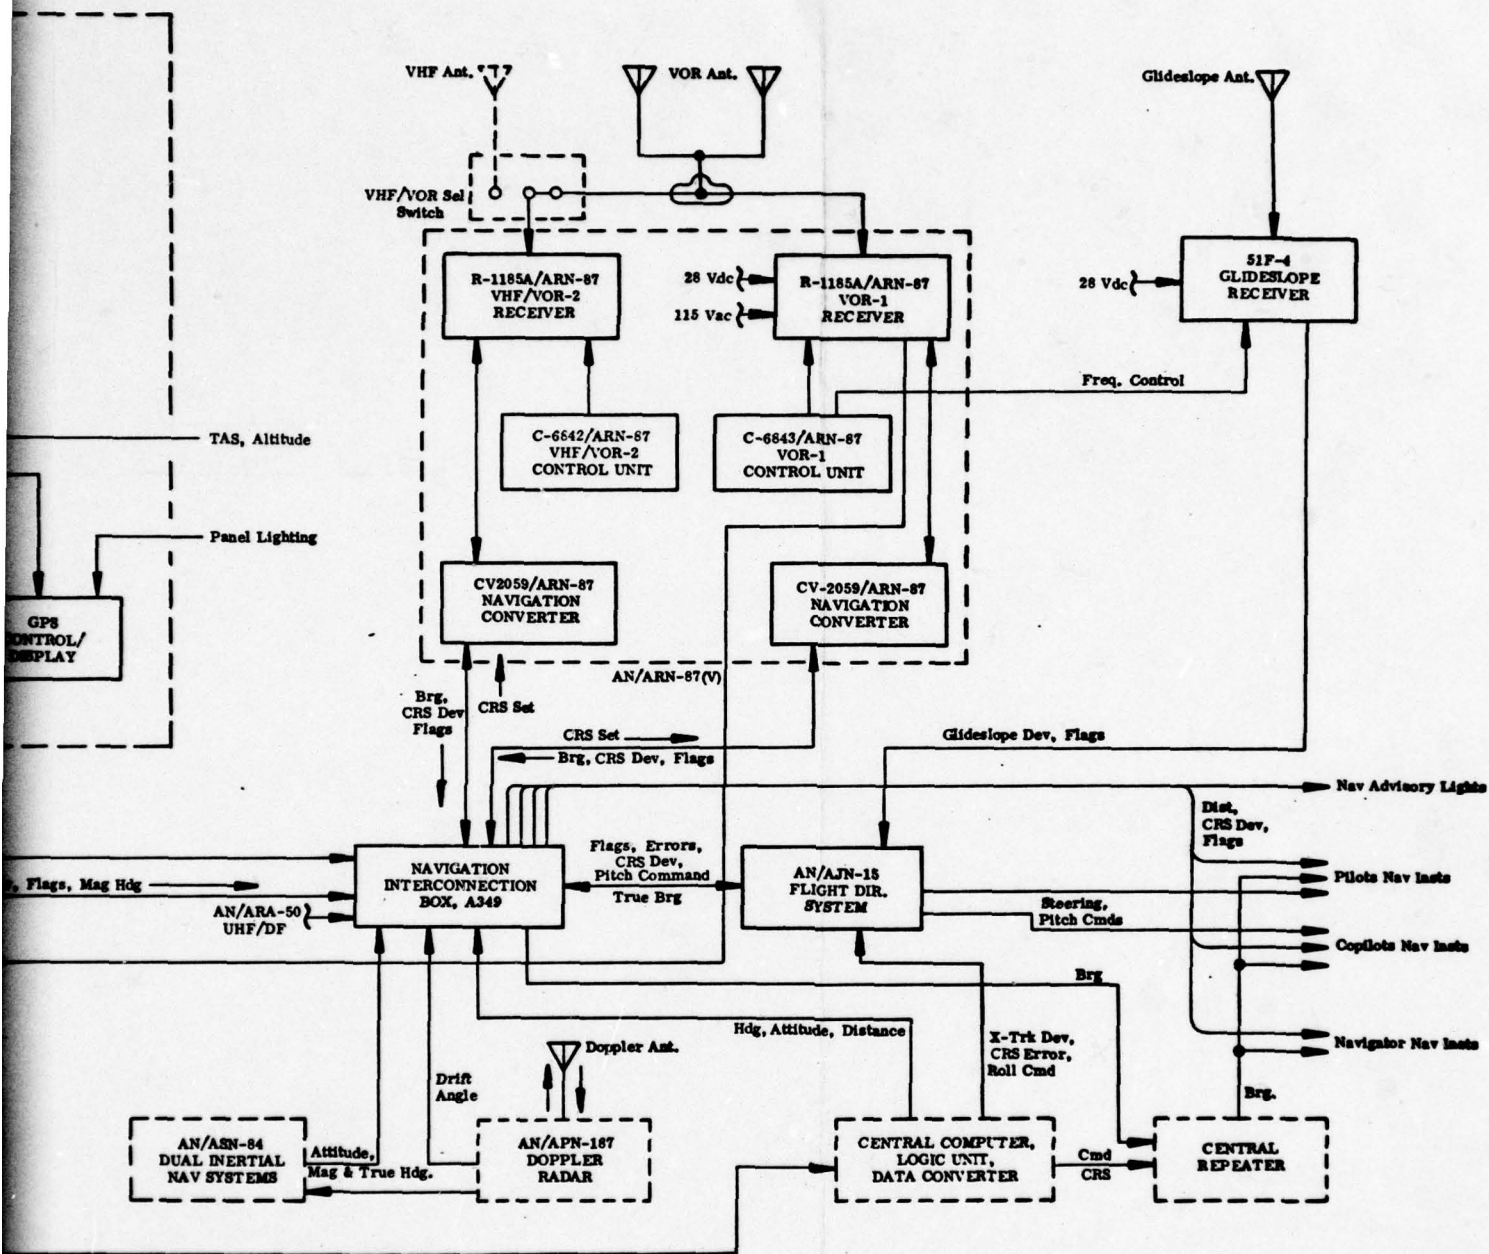 VHF Ant.
VOR Ant.
Glideslope Ant.
VHF/VOR Sel
Switch
R-1185A/ARN-87
VHF/VOR-2
RECEIVER
28 Vdc
115 Vac
R-1185A/ARN-87
VOR-1
RECEIVER
28 Vdc
51F-4
GLIDESLOPE
RECEIVER
Freq. Control
TAS, Altitude
C-6842/ARN-87
VHF/VOR-2
CONTROL UNIT
C-6843/ARN-87
VOR-1
CONTROL UNIT
Panel Lighting
GPS
ONTROL/
DISPLAY
CV2059/ARN-87
NAVIGATION
CONVERTER
CV-2059/ARN-87
NAVIGATION
CONVERTER
AN/ARN-87(V)
Brg,
CRS Dev
Flags
CRS Set
CRS Set
Brg, CRS Dev, Flags
Glideslope Dev, Flags
Nav Advisory Lights
Dist,
CRS Dev,
Flags
, Flags, Mag Hdg
AN/ARA-50
UHF/DF
NAVIGATION
INTERCONNECTION
BOX, A349
Flags, Errors,
CRS Dev,
Pitch Command
True Brg
AN/AJN-15
FLIGHT DIR.
SYSTEM
Steering,
Pitch Cmds
Pilots Nav Insts
Copilots Nav Insts
Brg
Hdg, Attitude, Distance
X-Trk Dev,
CRS Error,
Roll Cmd
Navigator Nav Insts
Doppler Ant.
Drift
Angle
Brg.
AN/ASN-84
DUAL INERTIAL
NAV SYSTEMS
Attitude,
Mag & True Hdg.
AN/APN-187
DOPPLER
RADAR
CENTRAL COMPUTER,
LOGIC UNIT,
DATA CONVERTER
Cmd
CRS
CENTRAL
REPEATER